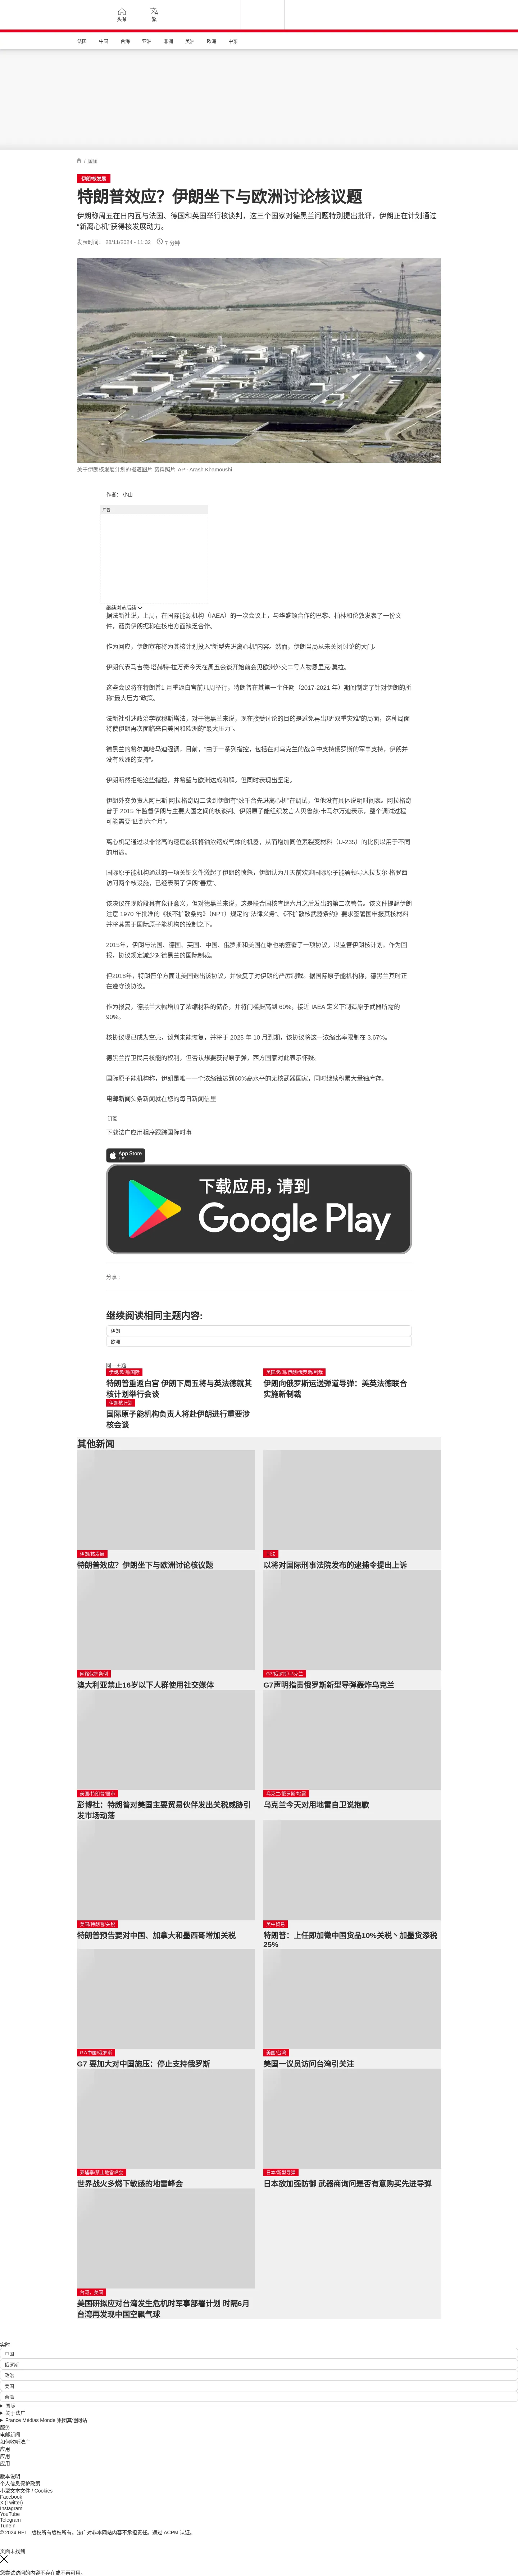 头条
繁
法国 中国 台海 亚洲 非洲 美洲 欧洲 中东
/ 国际
伊朗/核发展
特朗普效应？伊朗坐下与欧洲讨论核议题
伊朗称周五在日内瓦与法国、德国和英国举行核谈判，这三个国家对德黑兰问题特别提出批评，伊朗正在计划通过
“新离心机”获得核发展动力。
发表时间： 28/11/2024 - 11:32 7 分钟
关于伊朗核发展计划的报道图片 资料照片 AP - Arash Khamoushi
作者： 小山
广告
继续浏览后续
据法新社说，上周，在国际能源机构（IAEA）的一次会议上，与华盛顿合作的巴黎、柏林和伦敦发表了一份文
件，谴责伊朗据称在核电方面缺乏合作。
作为回应，伊朗宣布将为其核计划投入“新型先进离心机”内容。然而，伊朗当局从未关闭讨论的大门。
伊朗代表马吉德·塔赫特-拉万奇今天在周五会谈开始前会见欧洲外交二号人物恩里克·莫拉。
这些会议将在特朗普1 月重返白宫前几周举行，特朗普在其第一个任期（2017-2021 年）期间制定了针对伊朗的所
称“最大压力”政策。
法新社引述政治学家穆斯塔法，对于德黑兰来说，现在接受讨论的目的是避免再出现“双重灾难”的局面，这种局面
将使伊朗再次面临来自美国和欧洲的“最大压力”。
德黑兰的希尔莫哈马迪强调，目前，“由于一系列指控，包括在对乌克兰的战争中支持俄罗斯的军事支持，伊朗并
没有欧洲的支持”。
伊朗断然拒绝这些指控，并希望与欧洲达成和解。但同时表现出坚定。
伊朗外交负责人阿巴斯·阿拉格奇周二谈到伊朗有“数千台先进离心机”在调试，但他没有具体说明时间表。阿拉格奇
曾于 2015 年监督伊朗与主要大国之间的核谈判。伊朗原子能组织发言人贝鲁兹·卡马尔万迪表示，整个调试过程
可能需要“四到六个月”。
离心机是通过以非常高的速度旋转将铀浓缩成气体的机器，从而增加同位素裂变材料（U-235）的比例以用于不同
的用途。
国际原子能机构通过的一项关键文件激起了伊朗的愤怒，伊朗认为几天前欢迎国际原子能署领导人拉斐尔·格罗西
访问两个核设施，已经表明了伊朗“善意”。
该决议在现阶段具有象征意义，但对德黑兰来说，这是联合国核查继六月之后发出的第二次警告。该文件提醒伊朗
注意 1970 年批准的《核不扩散条约》（NPT）规定的“法律义务”。《不扩散核武器条约》要求签署国申报其核材料
并将其置于国际原子能机构的控制之下。
2015年，伊朗与法国、德国、英国、中国、俄罗斯和美国在维也纳签署了一项协议，以监管伊朗核计划。作为回
报，协议规定减少对德黑兰的国际制裁。
但2018年，特朗普单方面让美国退出该协议，并恢复了对伊朗的严厉制裁。据国际原子能机构称，德黑兰其时正
在遵守该协议。
作为报复，德黑兰大幅增加了浓缩材料的储备，并将门槛提高到 60%，接近 IAEA 定义下制造原子武器所需的
90%。
核协议现已成为空壳，谈判未能恢复，并将于 2025 年 10 月到期，该协议将这一浓缩比率限制在 3.67%。
德黑兰捍卫民用核能的权利，但否认想要获得原子弹，西方国家对此表示怀疑。
国际原子能机构称，伊朗是唯一一个浓缩铀达到60%高水平的无核武器国家，同时继续积累大量铀库存。
电邮新闻头条新闻就在您的每日新闻信里
订阅
下载法广应用程序跟踪国际时事
App Store
下载
下载应用，请到
Google Play
分享 :
继续阅读相同主题内容:
伊朗
欧洲
同一主题
伊朗/欧洲/国际
特朗普重返白宫 伊朗下周五将与英法德就其
核计划举行会谈
美国/欧洲/伊朗/俄罗斯/制裁
伊朗向俄罗斯运送弹道导弹：美英法德联合
实施新制裁
伊朗核计划
国际原子能机构负责人将赴伊朗进行重要涉
核会谈
其他新闻
伊朗/核发展
特朗普效应？伊朗坐下与欧洲讨论核议题
司法
以将对国际刑事法院发布的逮捕令提出上诉
网络保护条例
澳大利亚禁止16岁以下人群使用社交媒体
G7/俄罗斯/乌克兰
G7声明指责俄罗斯新型导弹轰炸乌克兰
美国/特朗普/股市
彭博社：特朗普对美国主要贸易伙伴发出关税威胁引
发市场动荡
乌克兰/俄罗斯/地雷
乌克兰今天对用地雷自卫说抱歉
美国/特朗普/关税
特朗普预告要对中国、加拿大和墨西哥增加关税
美中贸易
特朗普：上任即加徵中国货品10%关税丶加墨货添税
25%
G7/中国/俄罗斯
G7 要加大对中国施压：停止支持俄罗斯
美国/台湾
美国一议员访问台湾引关注
柬埔寨/禁止地雷峰会
世界战火多燃下敏感的地雷峰会
日本/新型导弹
日本欲加强防御 武器商询问是否有意购买先进导弹
台湾，美国
美国研拟应对台湾发生危机时军事部署计划 时隔6月
台湾再发现中国空飘气球
实时
中国
俄罗斯
政治
美国
台湾
国际
关于法广
France Médias Monde 集团其他网站
服务
电邮新闻
如何收听法广
应用
应用
应用
版本说明
个人信息保护政策
小型文本文件 / Cookies
Facebook
X (Twitter)
Instagram
YouTube
Telegram
TuneIn
© 2024 RFI – 版权所有版权所有。法广对非本网站内容不承担责任。通过 ACPM 认证。
页面未找到
您尝试访问的内容不存在或不再可用。